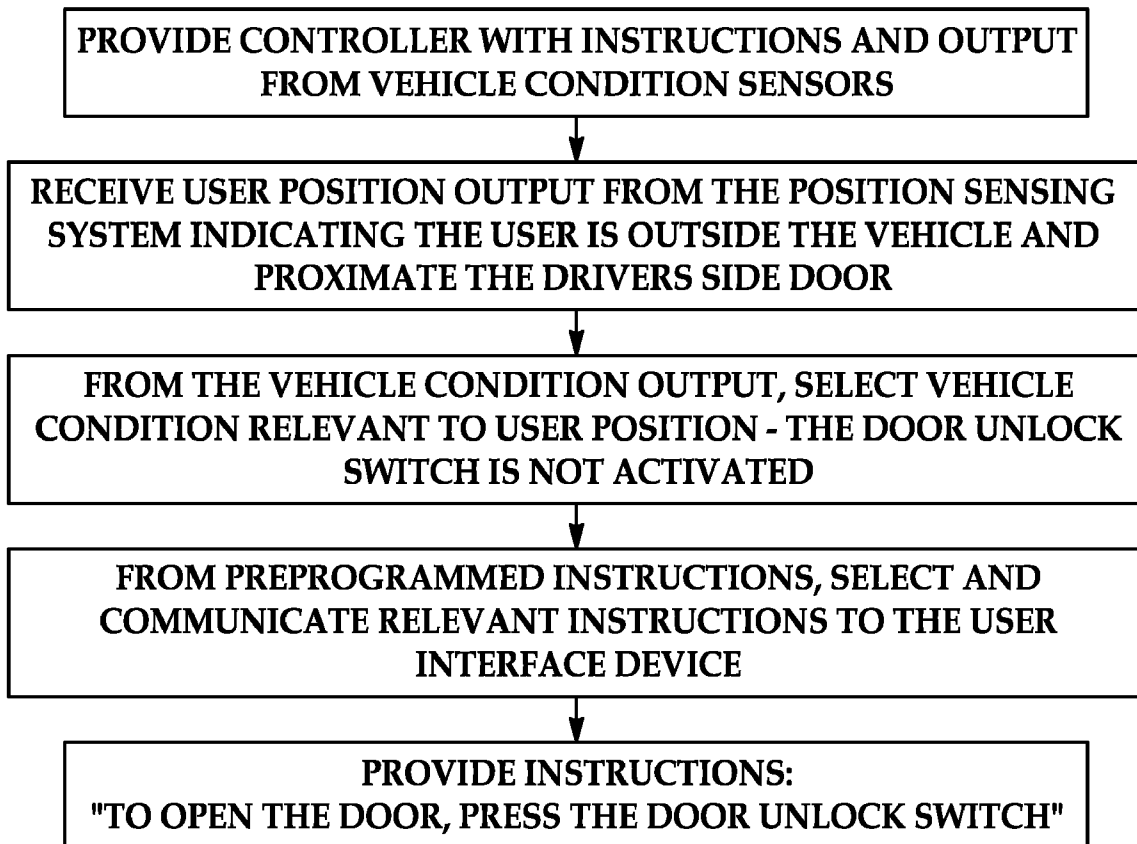 PROVIDE CONTROLLER WITH INSTRUCTIONS AND OUTPUT
FROM VEHICLE CONDITION SENSORS
RECEIVE USER POSITION OUTPUT FROM THE POSITION SENSING
SYSTEM INDICATING THE USER IS OUTSIDE THE VEHICLE AND
PROXIMATE THE DRIVERS SIDE DOOR
FROM THE VEHICLE CONDITION OUTPUT, SELECT VEHICLE
CONDITION RELEVANT TO USER POSITION - THE DOOR UNLOCK
SWITCH IS NOT ACTIVATED
FROM PREPROGRAMMED INSTRUCTIONS, SELECT AND
COMMUNICATE RELEVANT INSTRUCTIONS TO THE USER
INTERFACE DEVICE
PROVIDE INSTRUCTIONS:
"TO OPEN THE DOOR, PRESS THE DOOR UNLOCK SWITCH"